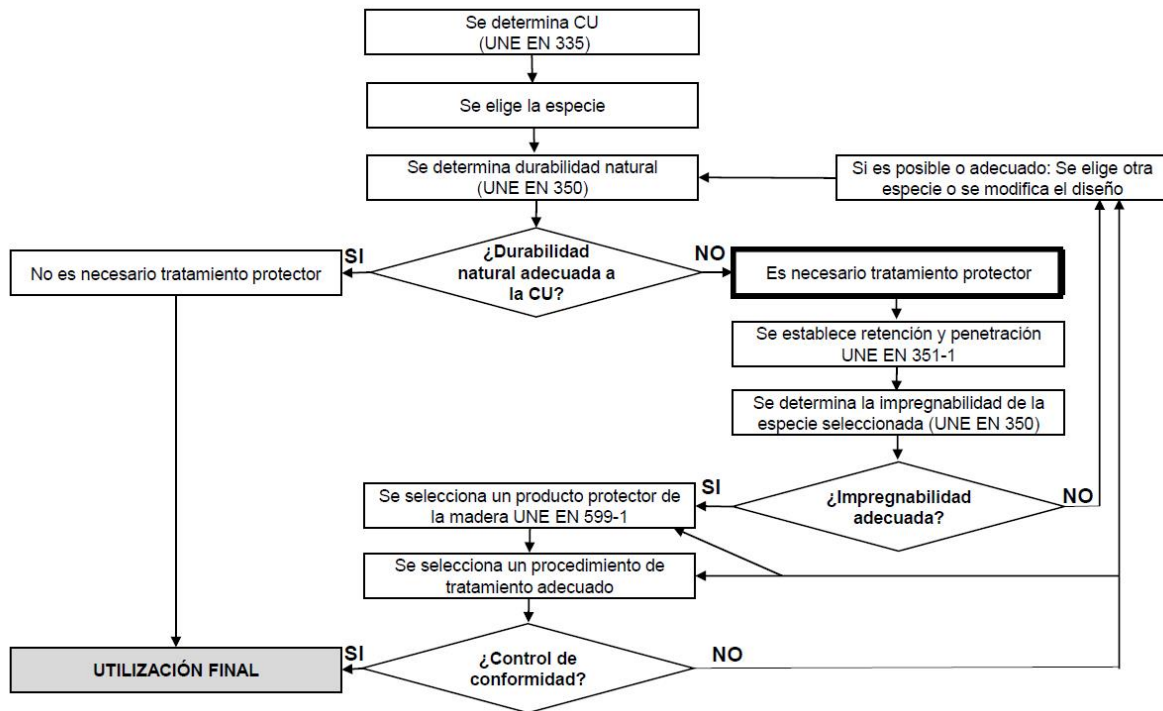 Se determina CU
(UNE EN 335)
Se elige la especie
Se determina durabilidad natural
(UNE EN 350)
Si es posible o adecuado: Se elige otra
especie o se modifica el diseño
¿Durabilidad
natural adecuada a
la CU?
SI
NO
No es necesario tratamiento protector
Es necesario tratamiento protector
Se establece retención y penetración
UNE EN 351-1
Se determina la impregnabilidad de la
especie seleccionada (UNE EN 350)
¿Impregnabilidad
adecuada?
SI
NO
Se selecciona un producto protector de
la madera UNE EN 599-1
Se selecciona un procedimiento de
tratamiento adecuado
¿Control de
conformidad?
SI
NO
UTILIZACIÓN FINAL